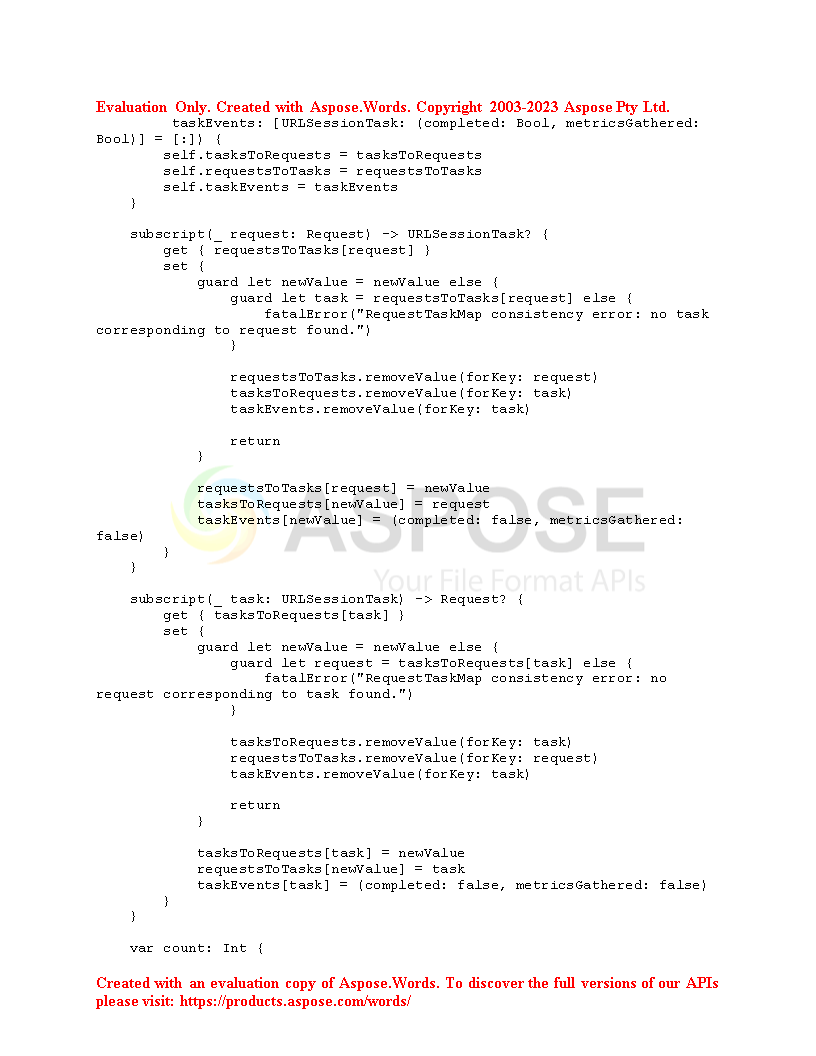 Evaluation Only. Created with Aspose.Words. Copyright 2003-2023 Aspose Pty Ltd.
         taskEvents: [URLSessionTask: (completed: Bool, metricsGathered:
Bool)] = [:]) {
        self.tasksToRequests = tasksToRequests
        self.requestsToTasks = requestsToTasks
        self.taskEvents = taskEvents
    }

    subscript(_ request: Request) -> URLSessionTask? {
        get { requestsToTasks[request] }
        set {
            guard let newValue = newValue else {
                guard let task = requestsToTasks[request] else {
                    fatalError("RequestTaskMap consistency error: no task
corresponding to request found.")
                }

                requestsToTasks.removeValue(forKey: request)
                tasksToRequests.removeValue(forKey: task)
                taskEvents.removeValue(forKey: task)

                return
            }

            requestsToTasks[request] = newValue
            tasksToRequests[newValue] = request
            taskEvents[newValue] = (completed: false, metricsGathered:
false)
        }
    }

    subscript(_ task: URLSessionTask) -> Request? {
        get { tasksToRequests[task] }
        set {
            guard let newValue = newValue else {
                guard let request = tasksToRequests[task] else {
                    fatalError("RequestTaskMap consistency error: no
request corresponding to task found.")
                }

                tasksToRequests.removeValue(forKey: task)
                requestsToTasks.removeValue(forKey: request)
                taskEvents.removeValue(forKey: task)

                return
            }

            tasksToRequests[task] = newValue
            requestsToTasks[newValue] = task
            taskEvents[task] = (completed: false, metricsGathered: false)
        }
    }

    var count: Int {
ASPOSE
Your File Format APIs
Created with an evaluation copy of Aspose.Words. To discover the full versions of our APIs
please visit: https://products.aspose.com/words/